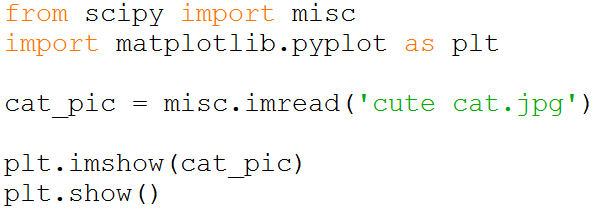 from scipy import misc
import matplotlib.pyplot as plt
cat_pic = misc.imread('cute cat.jpg')
plt.imshow(cat_pic)
plt.show()